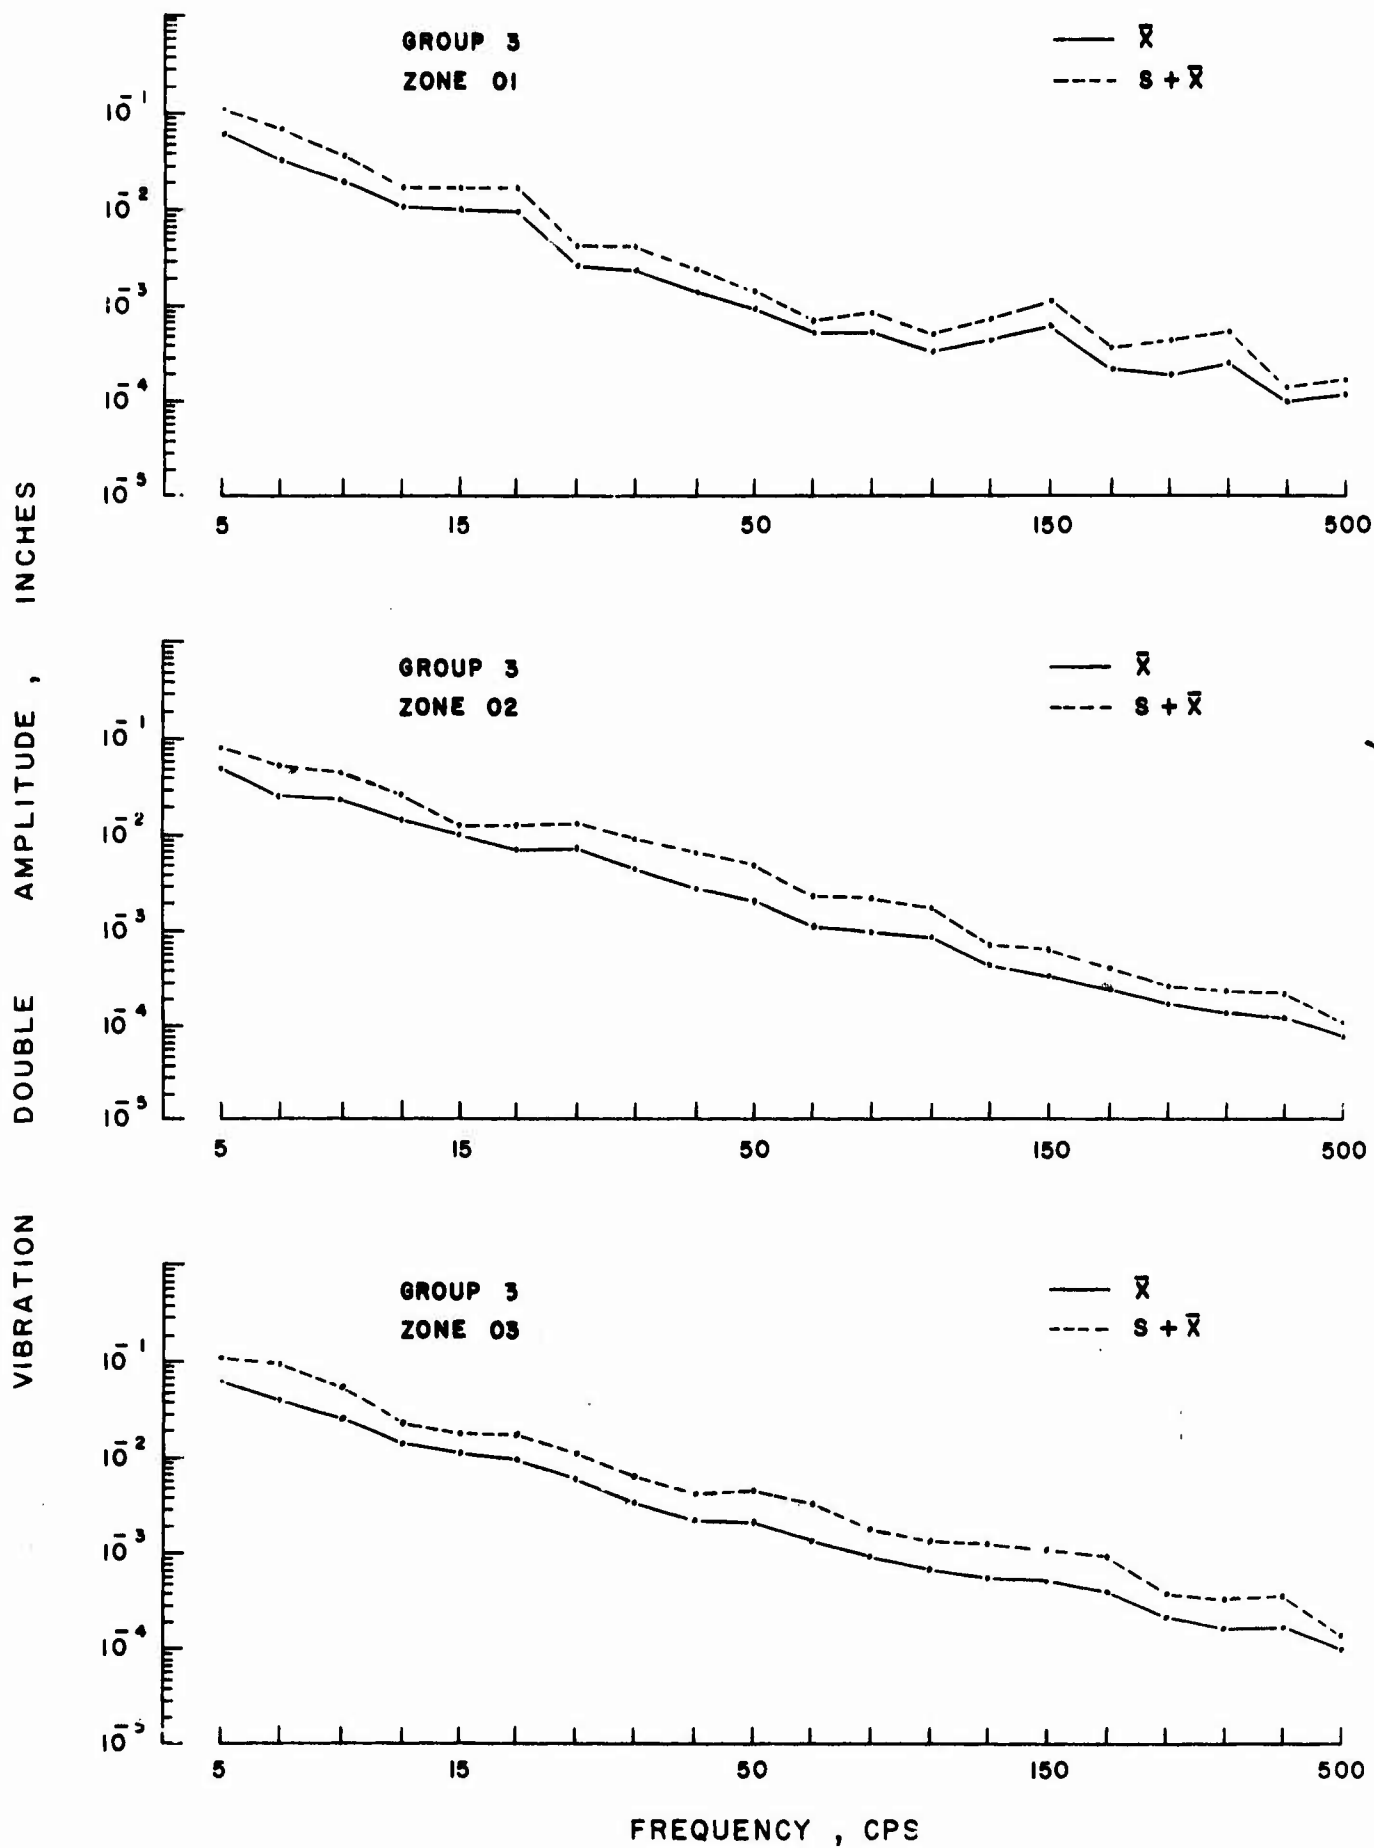 GROUP 3
ZONE 01
X̄
S + X̄
10⁻¹
10⁻²
10⁻³
10⁻⁴
10⁻⁵
5 15 50 150 500
GROUP 3
ZONE 02
X̄
S + X̄
10⁻¹
10⁻²
10⁻³
10⁻⁴
10⁻⁵
5 15 50 150 500
GROUP 3
ZONE 03
X̄
S + X̄
10⁻¹
10⁻²
10⁻³
10⁻⁴
10⁻⁵
5 15 50 150 500
VIBRATION DOUBLE AMPLITUDE , INCHES
FREQUENCY , CPS